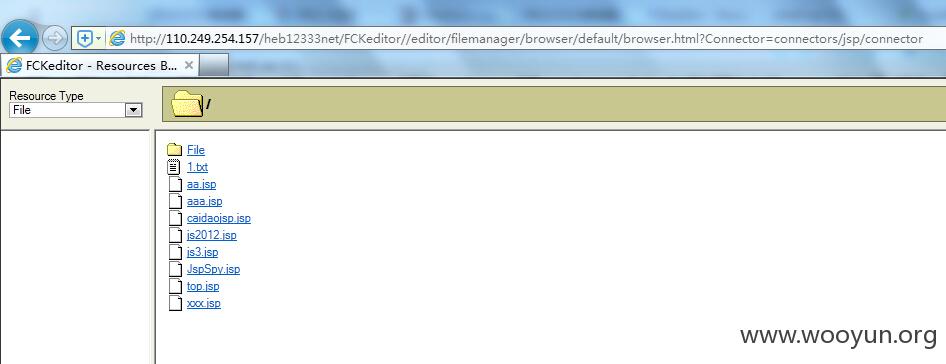 http://110.249.254.157/heb12333net/FCKeditor//editor/filemanager/browser/default/browser.html?Connector=connectors/jsp/connector
FCKeditor - Resources B...
Resource Type
File
/
File
1.txt
aa.jsp
aaa.jsp
caidaojsp.jsp
js2012.jsp
js3.jsp
JspSpy.jsp
top.jsp
xxx.jsp
www.wooyun.org